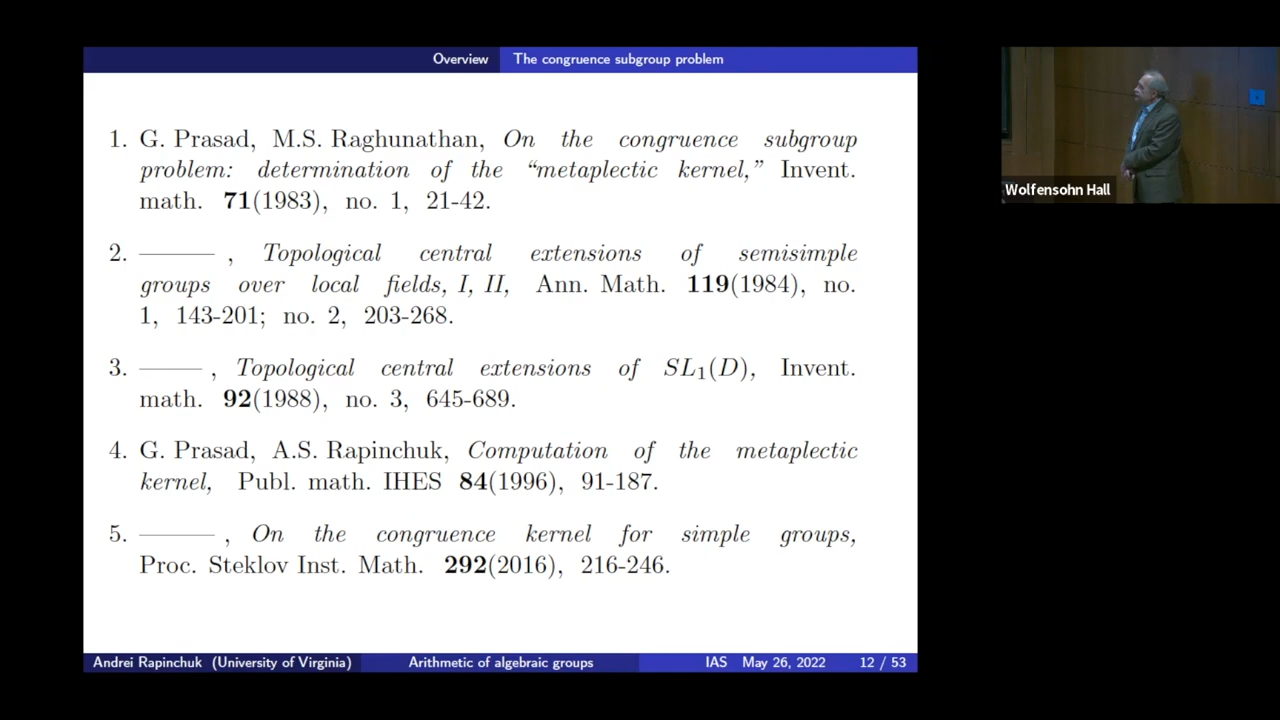 Overview The congruence subgroup problem
1. G. Prasad, M.S. Raghunathan, On the congruence subgroup
problem: determination of the “metaplectic kernel,” Invent.
math. 71(1983), no. 1, 21-42.
2. ——— , Topological central extensions of semisimple
groups over local fields, I, II, Ann. Math. 119(1984), no.
1, 143-201; no. 2, 203-268.
3. ——— , Topological central extensions of SL₁(D), Invent.
math. 92(1988), no. 3, 645-689.
4. G. Prasad, A.S. Rapinchuk, Computation of the metaplectic
kernel, Publ. math. IHES 84(1996), 91-187.
5. ——— , On the congruence kernel for simple groups,
Proc. Steklov Inst. Math. 292(2016), 216-246.
Andrei Rapinchuk (University of Virginia) Arithmetic of algebraic groups IAS May 26, 2022 12 / 53
Wolfensohn Hall